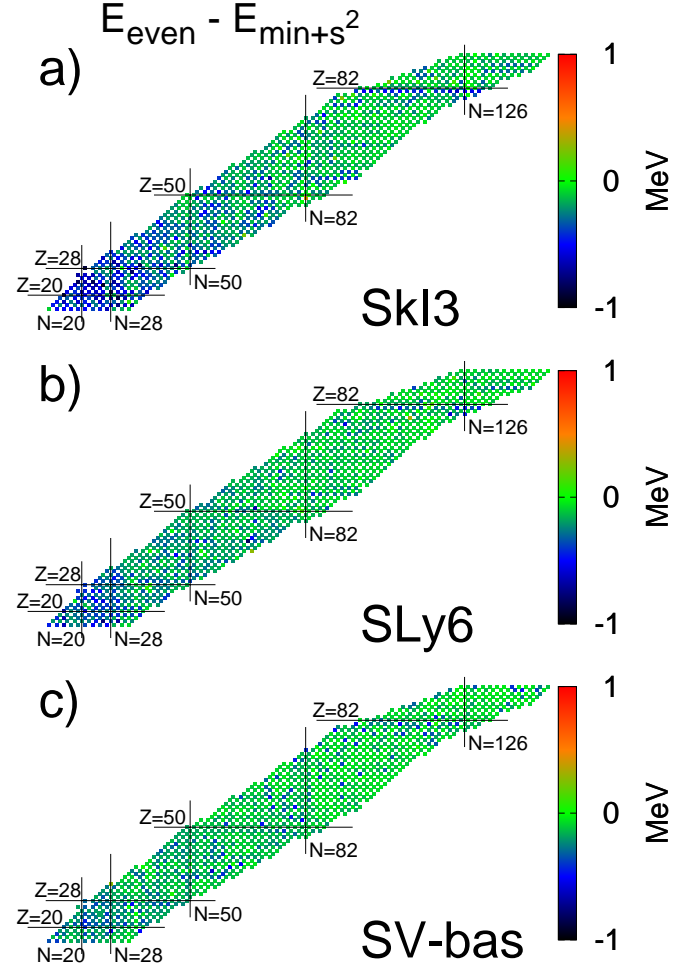 E_even - E_min+s²
a)
Z=82
N=126
Z=50
N=82
Z=28
Z=20
N=50
N=20
N=28
SkI3
1
0
-1
MeV
b)
Z=82
N=126
Z=50
N=82
Z=28
Z=20
N=50
N=20
N=28
SLy6
1
0
-1
MeV
c)
Z=82
N=126
Z=50
N=82
Z=28
Z=20
N=50
N=20
N=28
SV-bas
1
0
-1
MeV